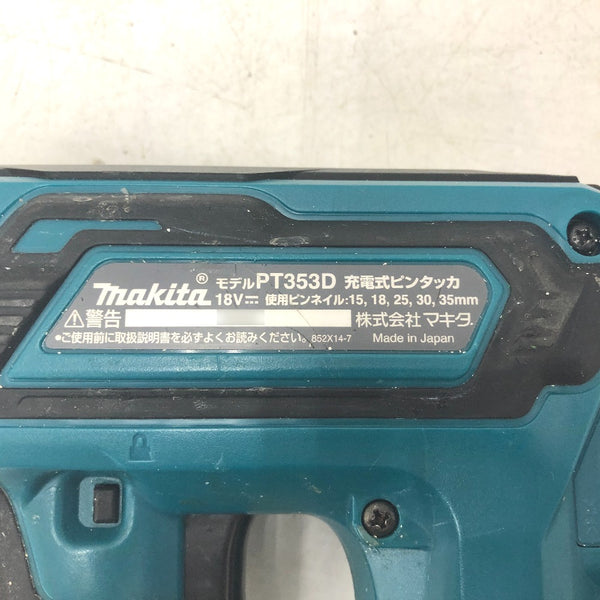 makita® モデルPT353D 充電式ピンタッカ
18V⎓ 使用ピンネイル:15, 18, 25, 30, 35mm
⚠警告 株式会社マキタ
●ご使用前に取扱説明書を必ずよくお読みください。 852X14-7 Made in Japan